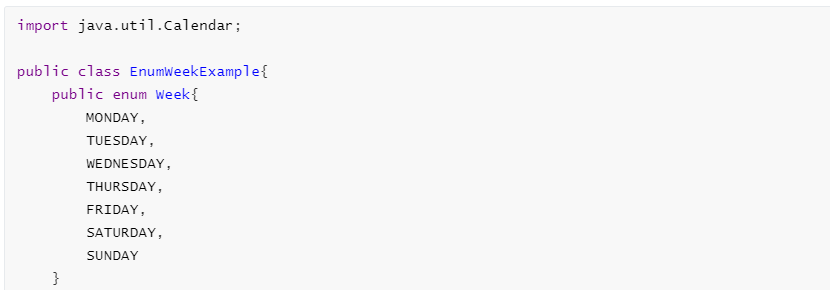 import java.util.Calendar;
public class EnumWeekExample{
    public enum Week{
        MONDAY,
        TUESDAY,
        WEDNESDAY,
        THURSDAY,
        FRIDAY,
        SATURDAY,
        SUNDAY
    }